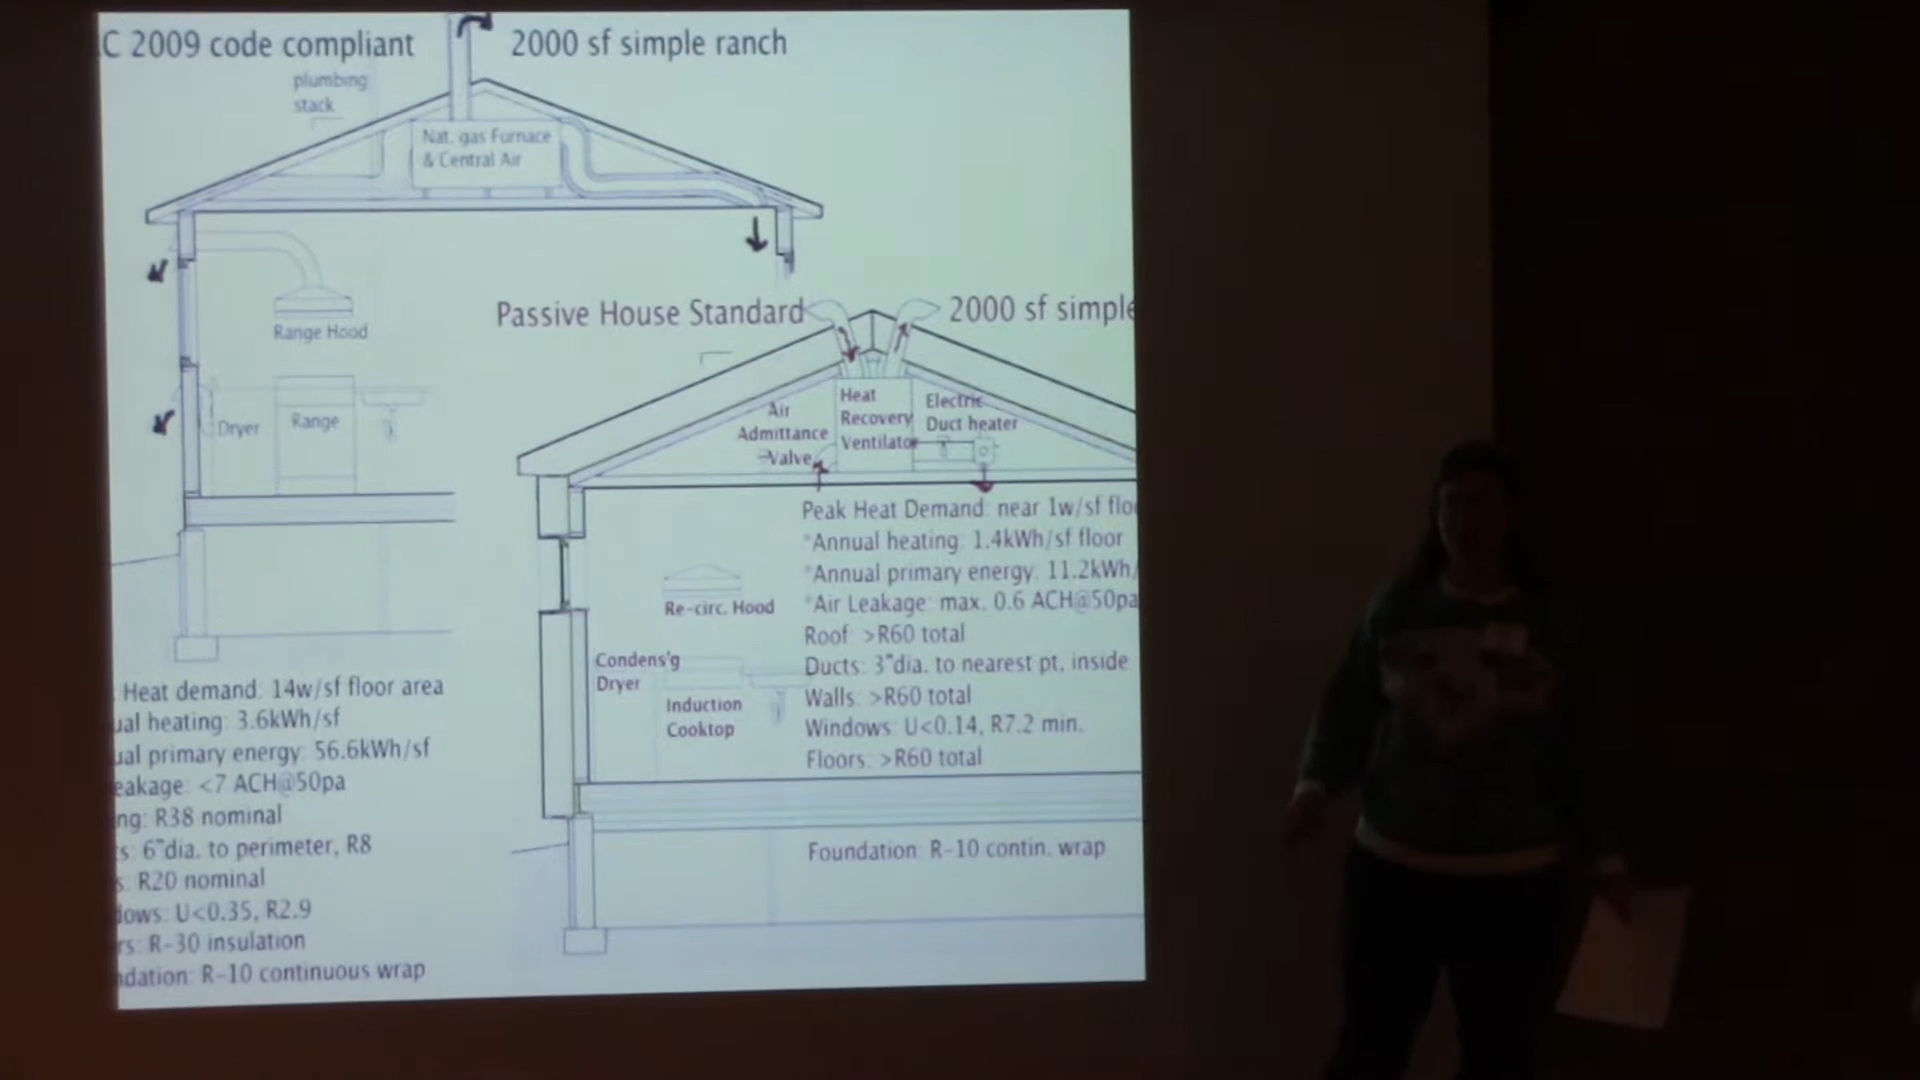 C 2009 code compliant
2000 sf simple ranch
plumbing
stack
Nat. gas Furnace
& Central Air
Range Hood
Dryer
Range
Heat demand: 14w/sf floor area
ual heating: 3.6kWh/sf
ual primary energy: 56.6kWh/sf
eakage: <7 ACH@50pa
ng: R38 nominal
s: 6"dia. to perimeter, R8
s: R20 nominal
dows: U<0.35, R2.9
rs: R-30 insulation
ndation: R-10 continuous wrap
Passive House Standard
2000 sf simple
Air
Admittance
Valve
Heat
Recovery
Ventilator
Electric
Duct heater
Peak Heat Demand: near 1w/sf floo
*Annual heating: 1.4kWh/sf floor
*Annual primary energy: 11.2kWh/
*Air Leakage: max. 0.6 ACH@50pa
Roof: >R60 total
Ducts: 3"dia. to nearest pt, inside
Walls: >R60 total
Windows: U<0.14, R7.2 min.
Floors: >R60 total
Re-circ. Hood
Condens'g
Dryer
Induction
Cooktop
Foundation: R-10 contin. wrap